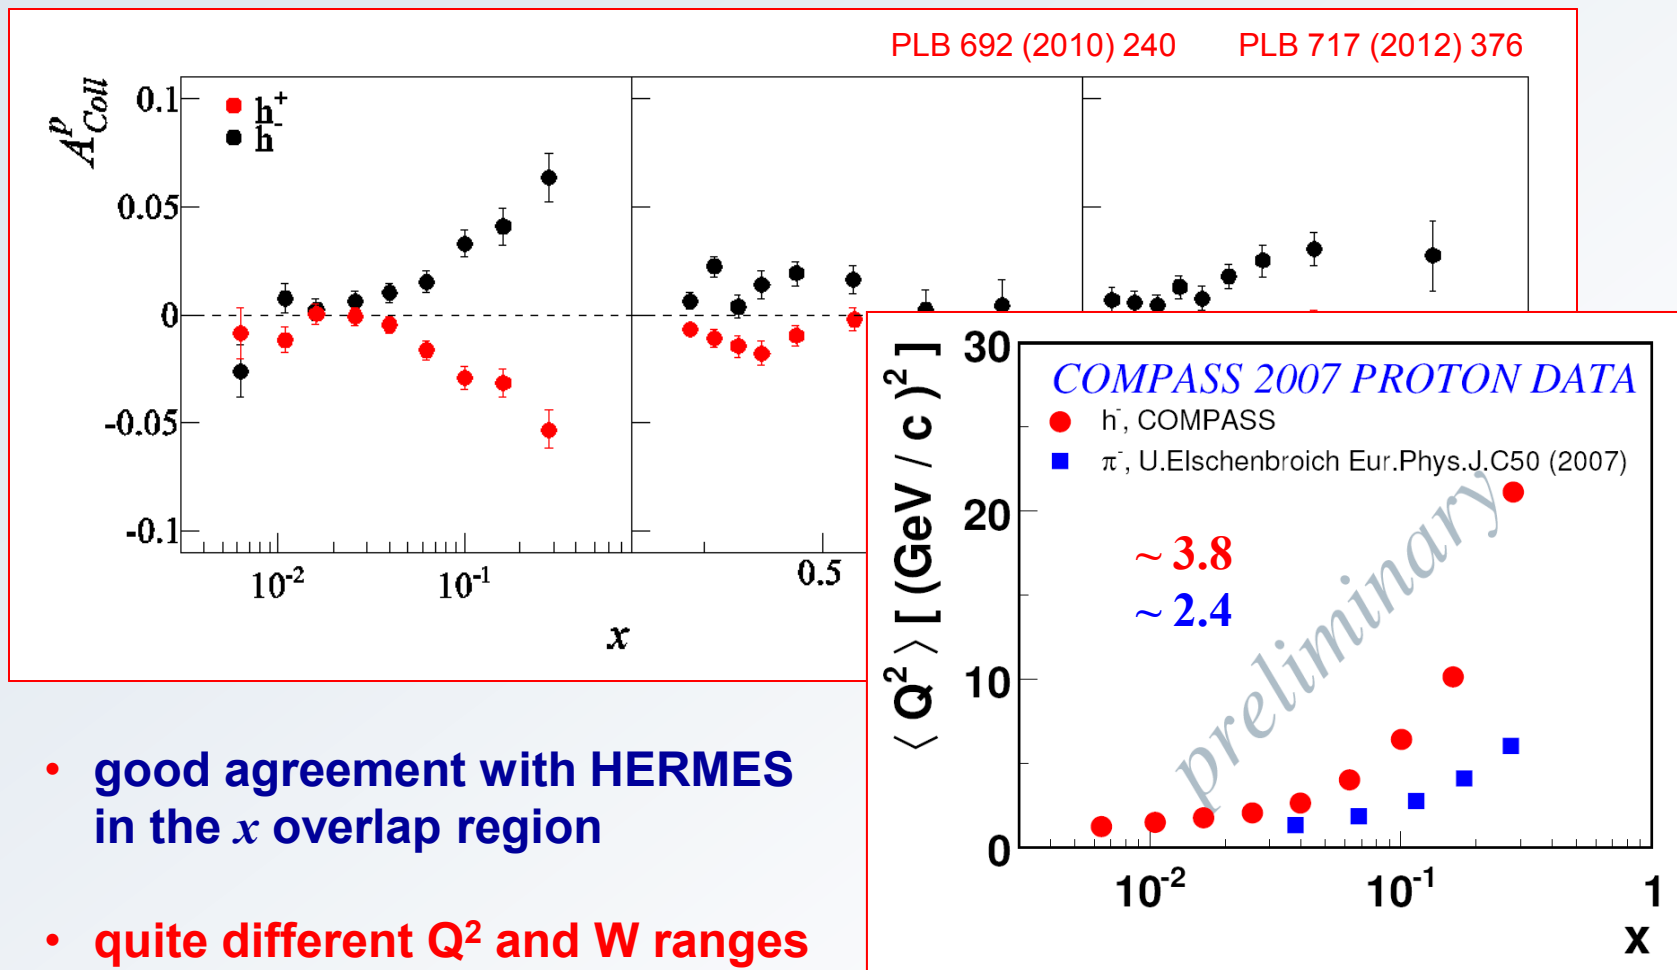 PLB 692 (2010) 240 PLB 717 (2012) 376
A^p_Coll
0.1
0.05
0
-0.05
-0.1
h⁺
h⁻
10⁻² 10⁻¹
x
0.5
⟨ Q² ⟩ [ (GeV / c )² ]
30
20
10
0
COMPASS 2007 PROTON DATA
h⁻, COMPASS
π⁻, U.Elschenbroich Eur.Phys.J.C50 (2007)
~ 3.8
~ 2.4
preliminary
10⁻² 10⁻¹ 1
x
• good agreement with HERMES
in the x overlap region
• quite different Q² and W ranges